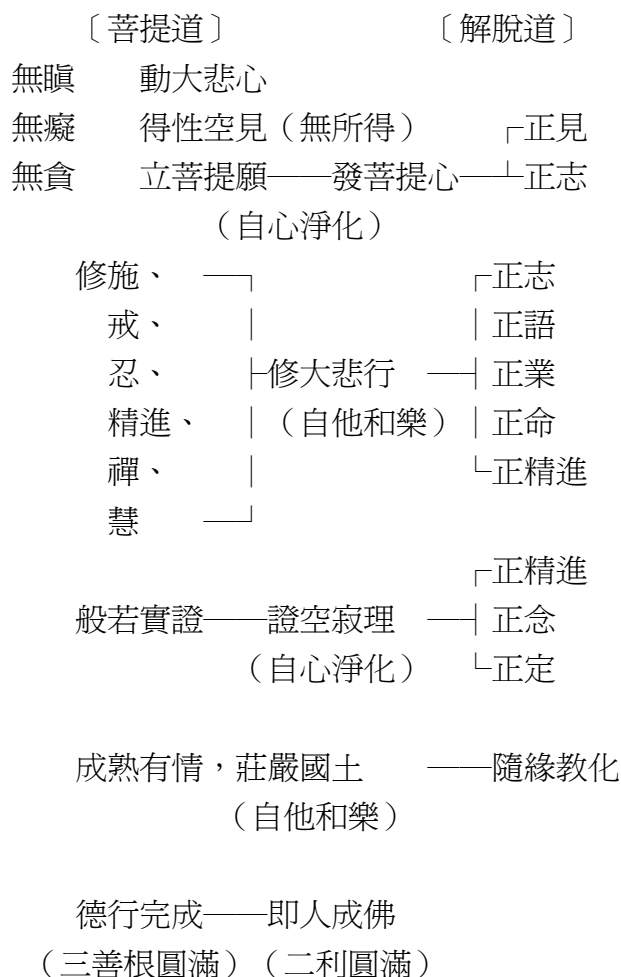 〔菩提道〕　　　　　〔解脫道〕
無瞋　　動大悲心
無癡　　得性空見（無所得）　┌正見
無貪　　立菩提願──發菩提心─┴正志
（自心淨化）
修施、　─┐　　　　　　　┌正志
戒、　　│　　　　　　　│正語
忍、　　├修大悲行　─┤正業
精進、　│（自他和樂）│正命
禪、　　│　　　　　　　└正精進
慧　　─┘
┌正精進
般若實證──證空寂理　─┤正念
（自心淨化）　└正定
成熟有情，莊嚴國土　　──隨緣教化
（自他和樂）
德行完成──即人成佛
（三善根圓滿）（二利圓滿）